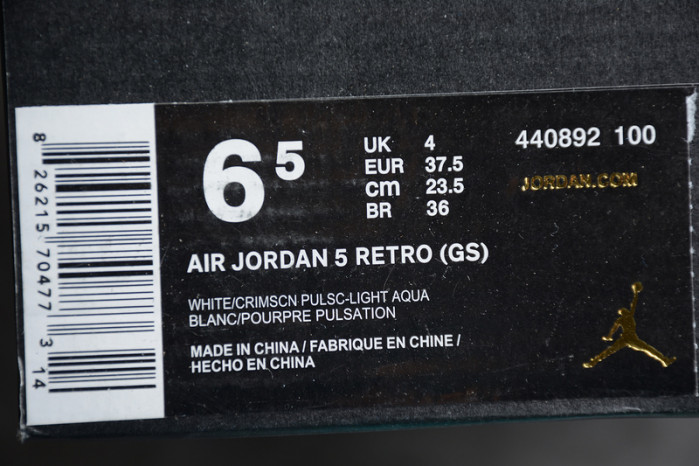 8 26215 70477 3 14
6 5
UK 4
EUR 37.5
cm 23.5
BR 36
440892 100
JORDAN.COM
AIR JORDAN 5 RETRO (GS)
WHITE/CRIMSCN PULSC-LIGHT AQUA
BLANC/POURPRE PULSATION
MADE IN CHINA / FABRIQUE EN CHINE /
HECHO EN CHINA